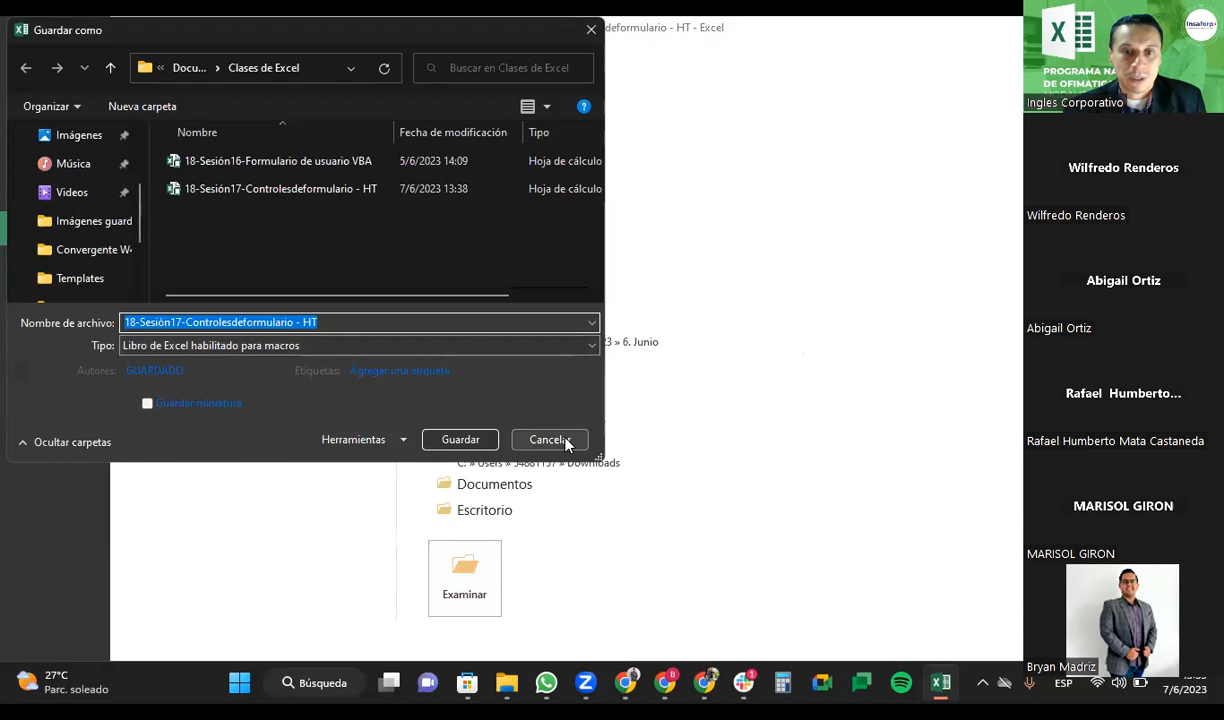 Guardar como
deformulario - HT - Excel
Docu... Clases de Excel
Buscar en Clases de Excel
Organizar Nueva carpeta
Nombre Fecha de modificación Tipo
Imágenes
Música
Videos
Imágenes guard
Convergente W
Templates
18-Sesión16-Formulario de usuario VBA 5/6/2023 14:09 Hoja de cálculo
18-Sesión17-Controlesdeformulario - HT 7/6/2023 13:38 Hoja de cálculo
Nombre de archivo: 18-Sesión17-Controlesdeformulario - HT
Tipo: Libro de Excel habilitado para macros
23 » 6. Junio
Autores: GUARDADO Etiquetas: Agregar una etiqueta
Guardar miniatura
Ocultar carpetas Herramientas Guardar Cancelar
Documentos
Escritorio
Examinar
PROGRAMA NA
DE OFIMATIC
Insaforp
Ingles Corporativo
Wilfredo Renderos
Wilfredo Renderos
Abigail Ortiz
Abigail Ortiz
Rafael Humberto...
Rafael Humberto Mata Castaneda
MARISOL GIRON
MARISOL GIRON
Bryan Madriz
27°C
Parc. soleado
Búsqueda
ESP
7/6/2023